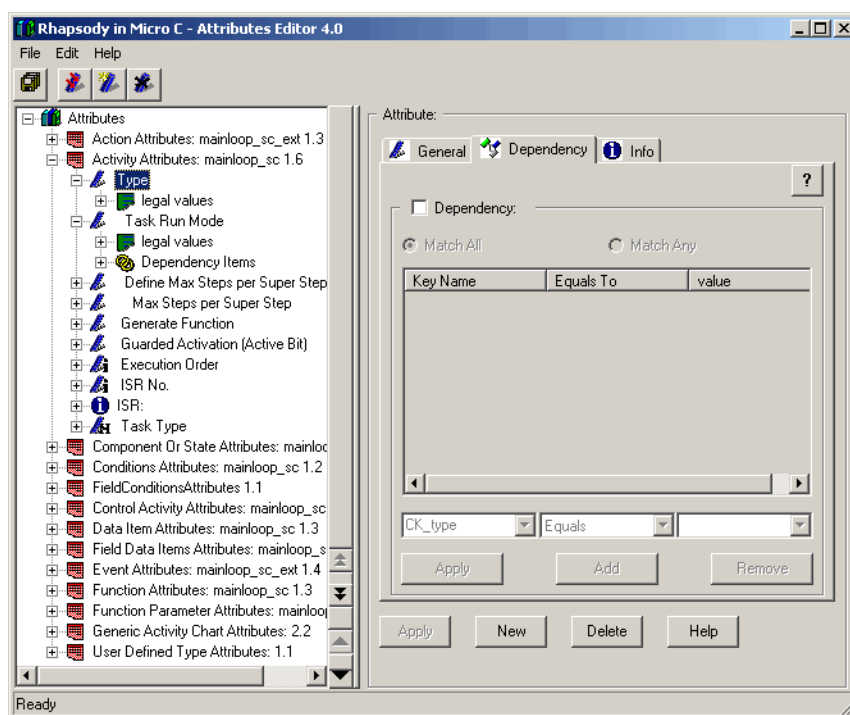 Rhapsody in Micro C - Attributes Editor 4.0
File Edit Help
Attributes
Action Attributes: mainloop_sc_ext 1.3
Activity Attributes: mainloop_sc 1.6
Type
legal values
Task Run Mode
legal values
Dependency Items
Define Max Steps per Super Step
Max Steps per Super Step
Generate Function
Guarded Activation (Active Bit)
Execution Order
ISR No.
ISR:
Task Type
Component Or State Attributes: mainloc
Conditions Attributes: mainloop_sc 1.2
FieldConditionsAttributes 1.1
Control Activity Attributes: mainloop_sc
Data Item Attributes: mainloop_sc 1.3
Field Data Items Attributes: mainloop_s
Event Attributes: mainloop_sc_ext 1.4
Function Attributes: mainloop_sc 1.3
Function Parameter Attributes: mainloop
Generic Activity Chart Attributes: 2.2
User Defined Type Attributes: 1.1
Attribute:
General Dependency Info
?
Dependency:
Match All Match Any
Key Name Equals To value
CK_type Equals
Apply Add Remove
Apply New Delete Help
Ready